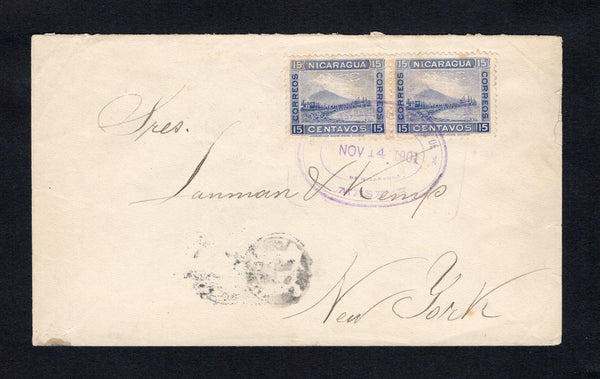 15 NICARAGUA 15 15 NICARAGUA 15
CORREOS CORREOS CORREOS CORREOS
15 CENTAVOS 15 15 CENTAVOS 15
NOV 14 1901
Sres.
Lanman & Kemp
New York